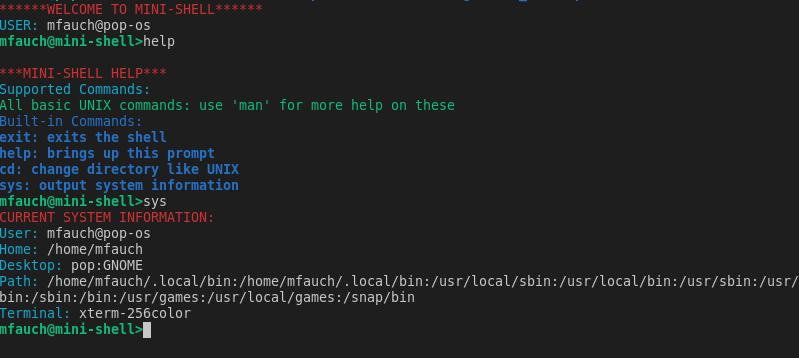 ******WELCOME TO MINI-SHELL******
USER: mfauch@pop-os
mfauch@mini-shell>help
***MINI-SHELL HELP***
Supported Commands:
All basic UNIX commands: use 'man' for more help on these
Built-in Commands:
exit: exits the shell
help: brings up this prompt
cd: change directory like UNIX
sys: output system information
mfauch@mini-shell>sys
CURRENT SYSTEM INFORMATION:
User: mfauch@pop-os
Home: /home/mfauch
Desktop: pop:GNOME
Path: /home/mfauch/.local/bin:/home/mfauch/.local/bin:/usr/local/sbin:/usr/local/bin:/usr/sbin:/usr/
bin:/sbin:/bin:/usr/games:/usr/local/games:/snap/bin
Terminal: xterm-256color
mfauch@mini-shell>